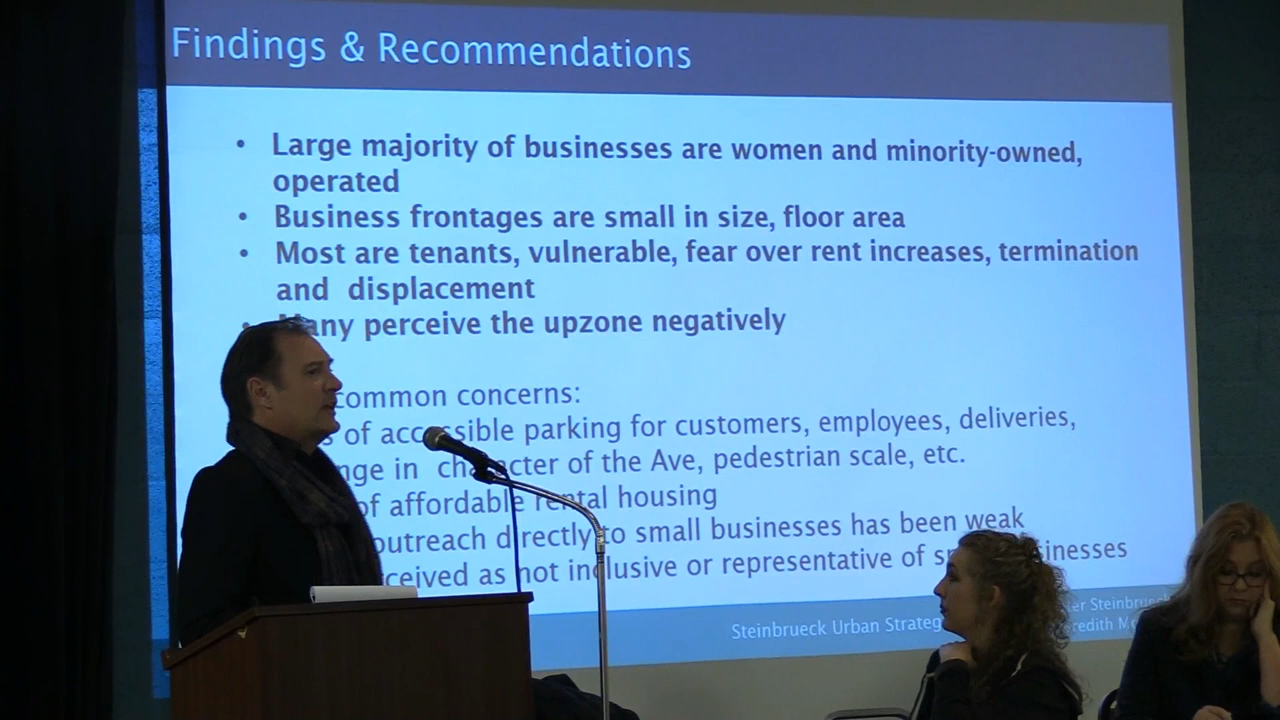 Findings & Recommendations
• Large majority of businesses are women and minority-owned,
operated
• Business frontages are small in size, floor area
• Most are tenants, vulnerable, fear over rent increases, termination
and displacement
• Many perceive the upzone negatively
common concerns:
of accessible parking for customers, employees, deliveries,
in character of the Ave, pedestrian scale, etc.
of affordable rental housing
outreach directly to small businesses has been weak
as not inclusive or representative of businesses
Steinbrueck
Steinbrueck Urban